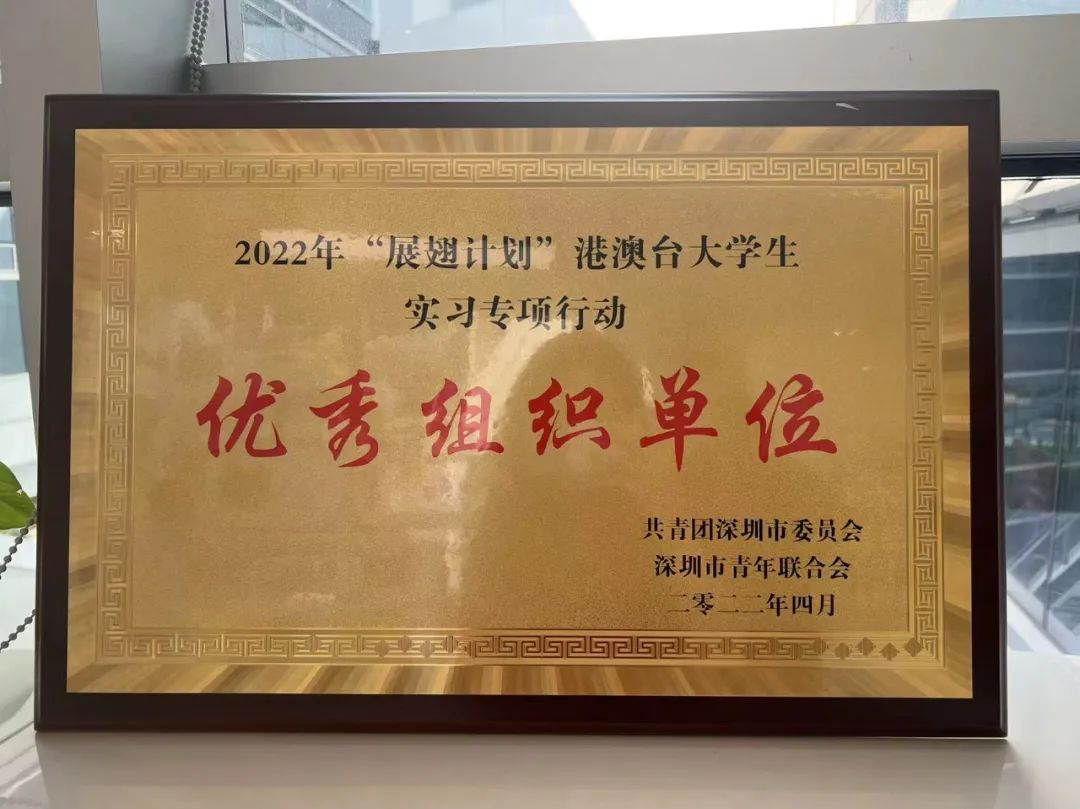 2022年“展翅计划”港澳台大学生
实习专项行动
优秀组织单位
共青团深圳市委员会
深圳市青年联合会
二零二二年四月